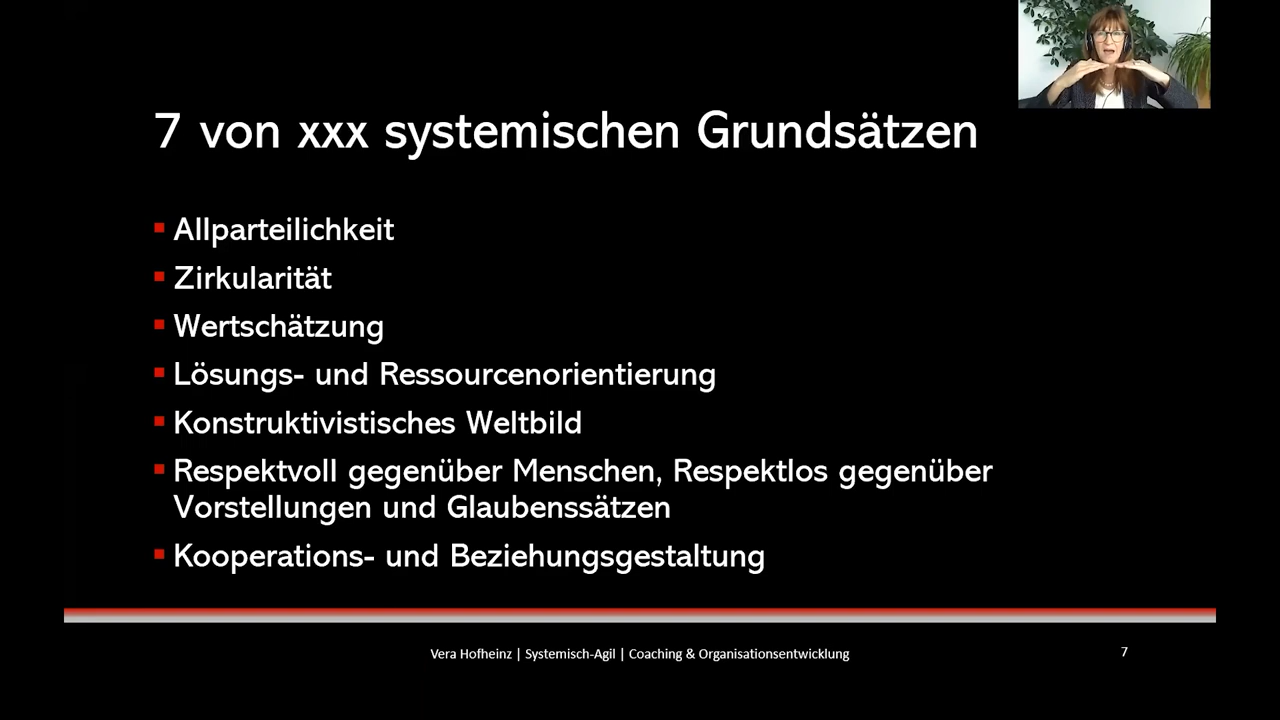 7 von xxx systemischen Grundsätzen
Allparteilichkeit
Zirkularität
Wertschätzung
Lösungs- und Ressourcenorientierung
Konstruktivistisches Weltbild
Respektvoll gegenüber Menschen, Respektlos gegenüber
Vorstellungen und Glaubenssätzen
Kooperations- und Beziehungsgestaltung
Vera Hofheinz | Systemisch-Agil | Coaching & Organisationsentwicklung
7